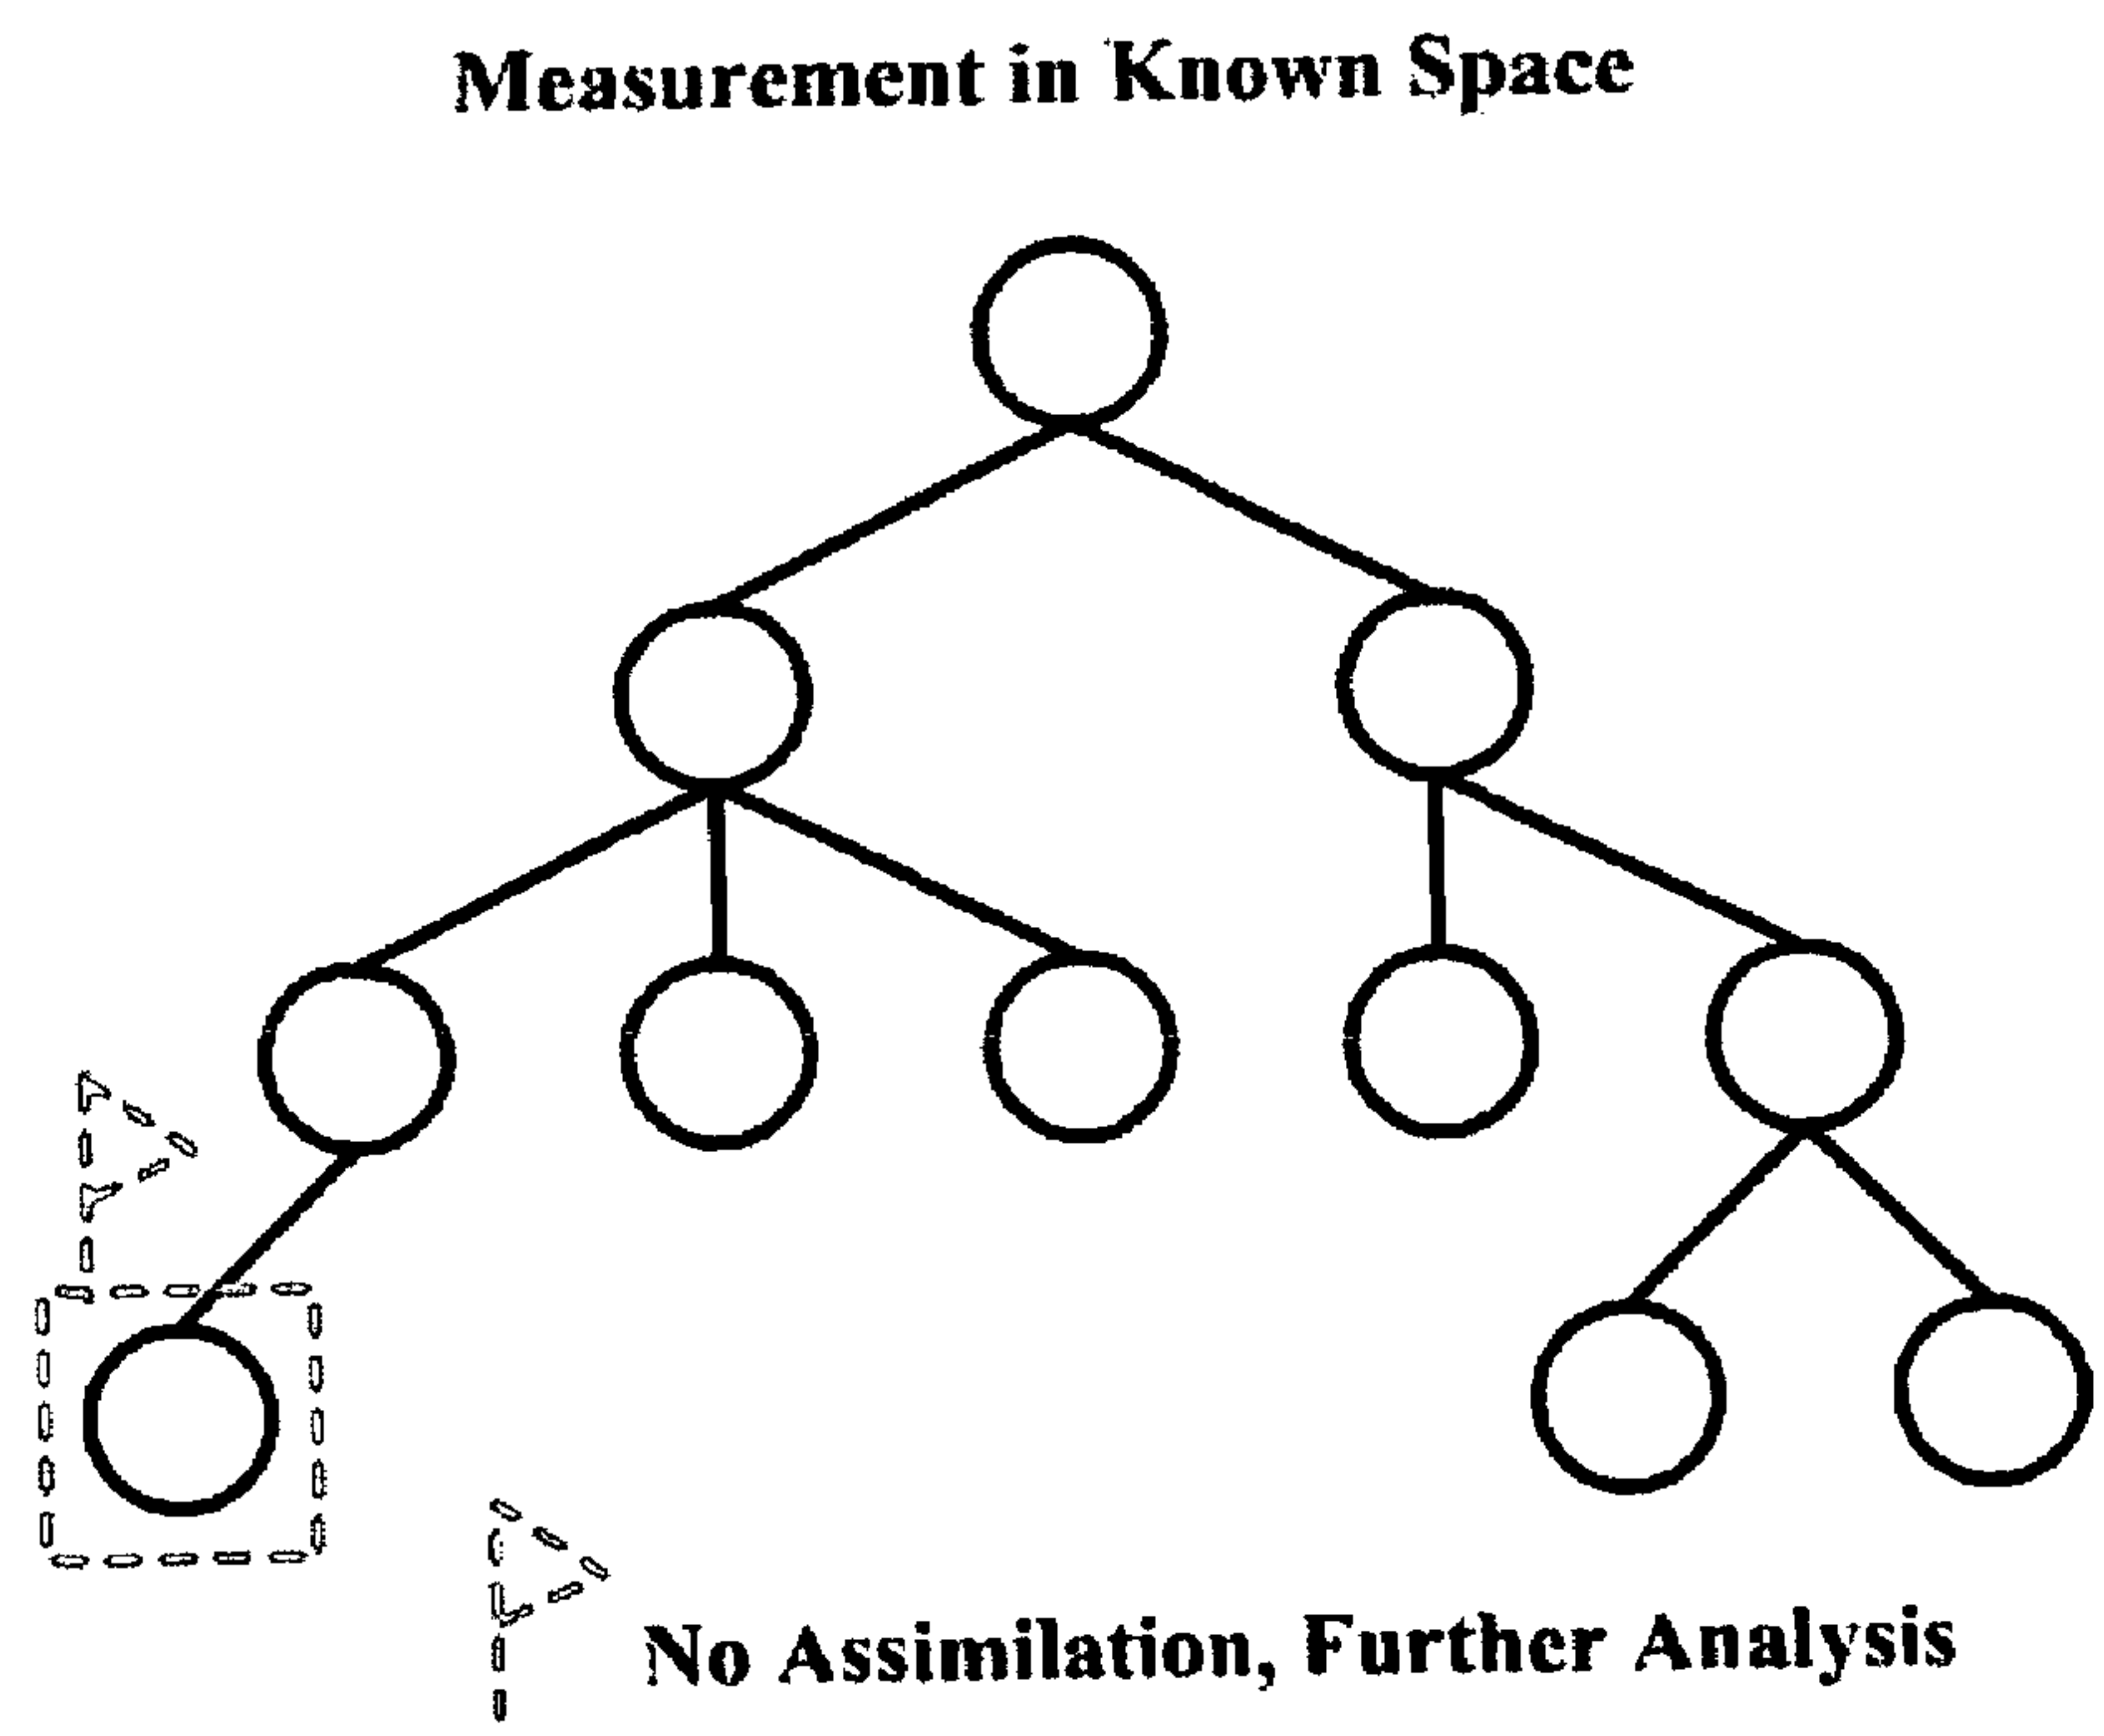 Measurement in Known Space
No Assimilation, Further Analysis